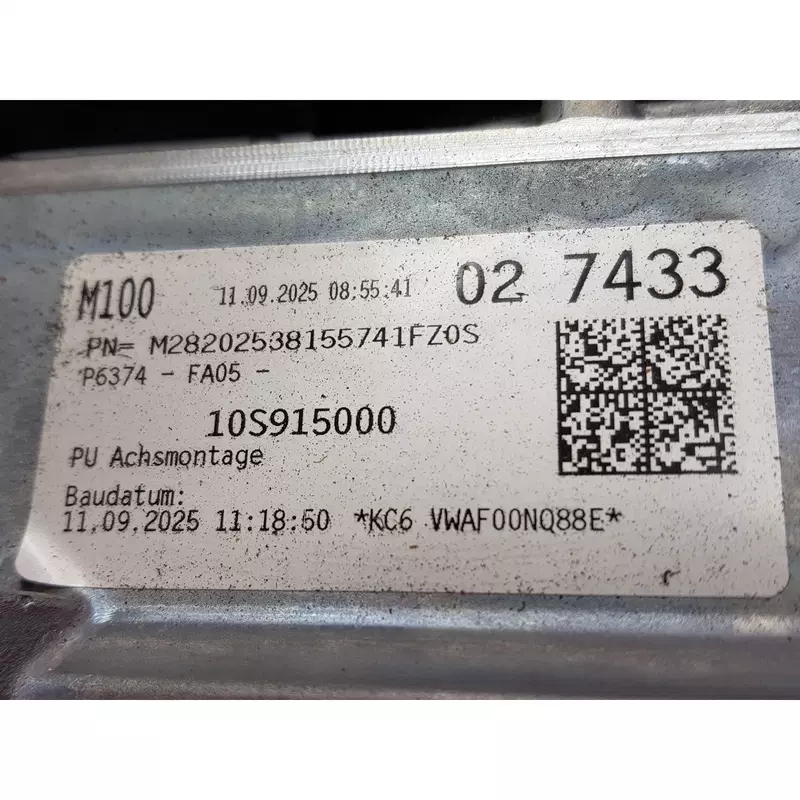 M100 11.09.2025 08:55:41 02 7433
PN= M28202538155741FZ0S
P6374 - FA05 -
10S915000
PU Achsmontage
Baudatum:
11.09.2025 11:18:50 *KC6 VWAF00NQ88E*